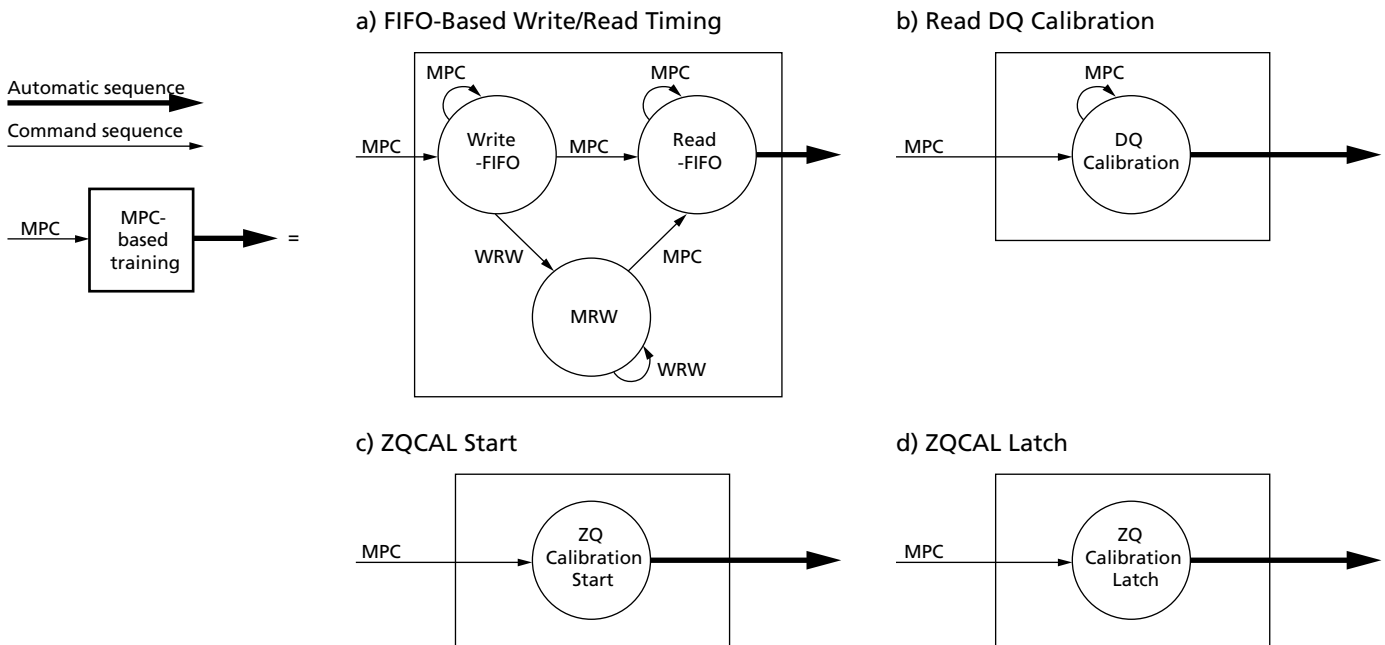 a) FIFO-Based Write/Read Timing
b) Read DQ Calibration
Automatic sequence
Command sequence
MPC
MPC-
based
training
=
MPC
MPC
MPC
Write
-FIFO
MPC
Read
-FIFO
WRW
MPC
MRW
WRW
MPC
MPC
DQ
Calibration
c) ZQCAL Start
d) ZQCAL Latch
MPC
ZQ
Calibration
Start
MPC
ZQ
Calibration
Latch